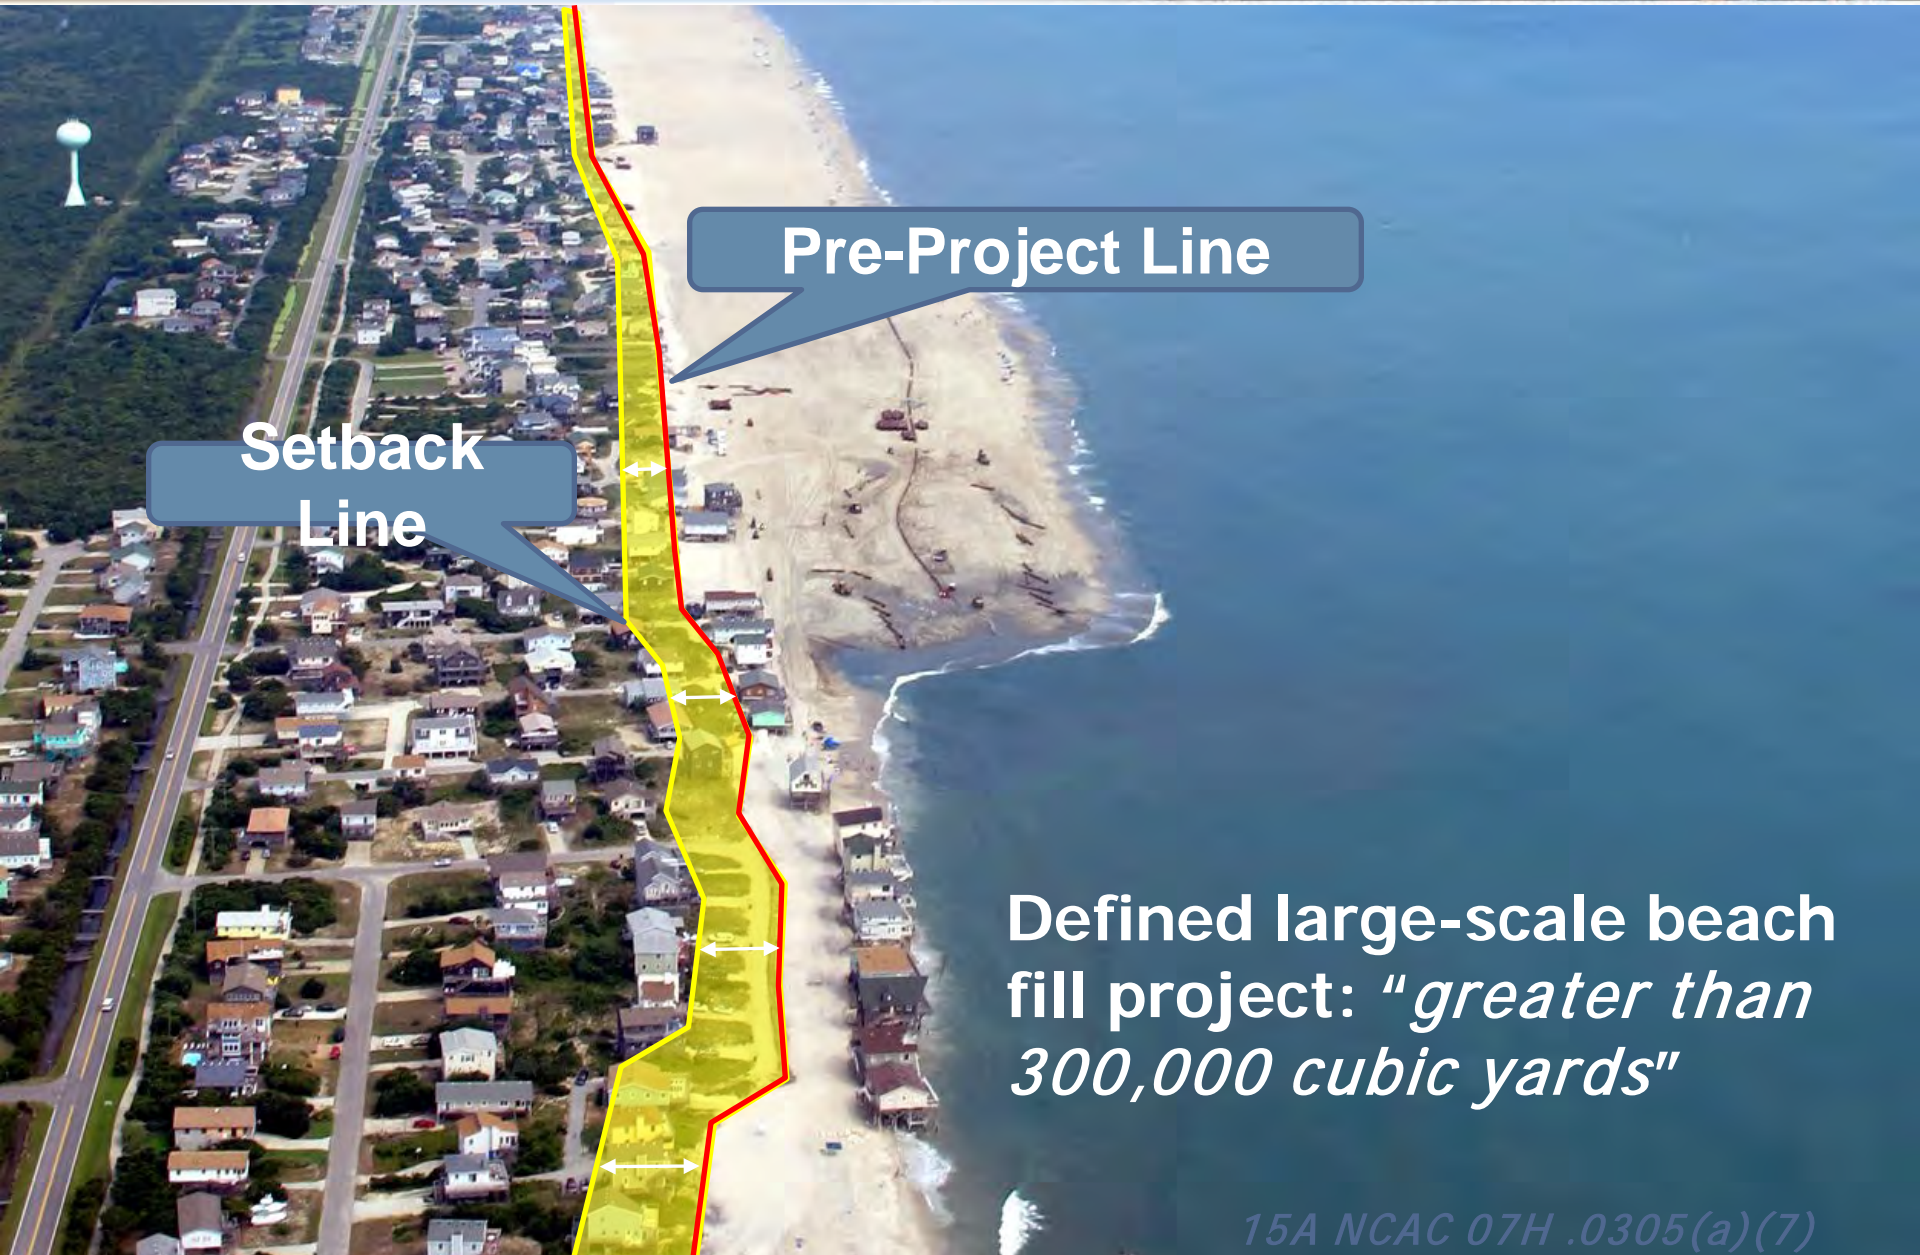 Pre-Project Line
Setback
Line
Defined large-scale beach
fill project: "greater than
300,000 cubic yards"
15A NCAC 07H .0305(a)(7)